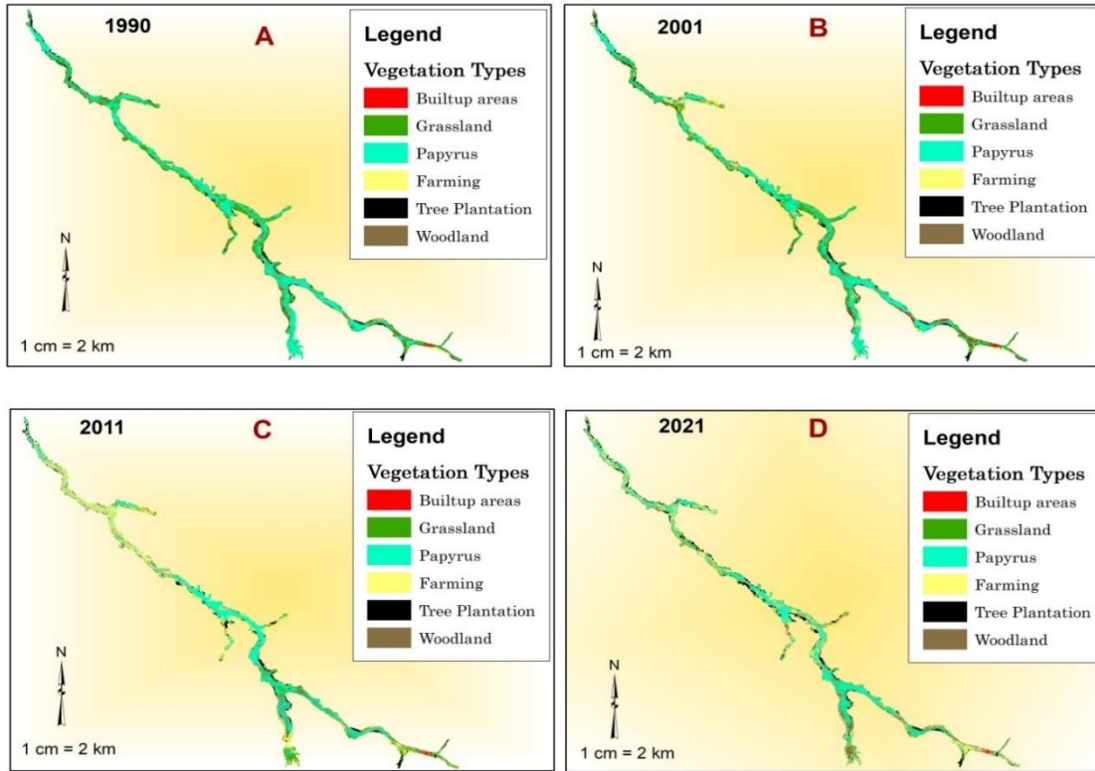 1990
A
Legend
Vegetation Types
Builtup areas
Grassland
Papyrus
Farming
Tree Plantation
Woodland
N
1 cm = 2 km
2001
B
Legend
Vegetation Types
Builtup areas
Grassland
Papyrus
Farming
Tree Plantation
Woodland
N
1 cm = 2 km
2011
C
Legend
Vegetation Types
Builtup areas
Grassland
Papyrus
Farming
Tree Plantation
Woodland
N
1 cm = 2 km
2021
D
Legend
Vegetation Types
Builtup areas
Grassland
Papyrus
Farming
Tree Plantation
Woodland
N
1 cm = 2 km